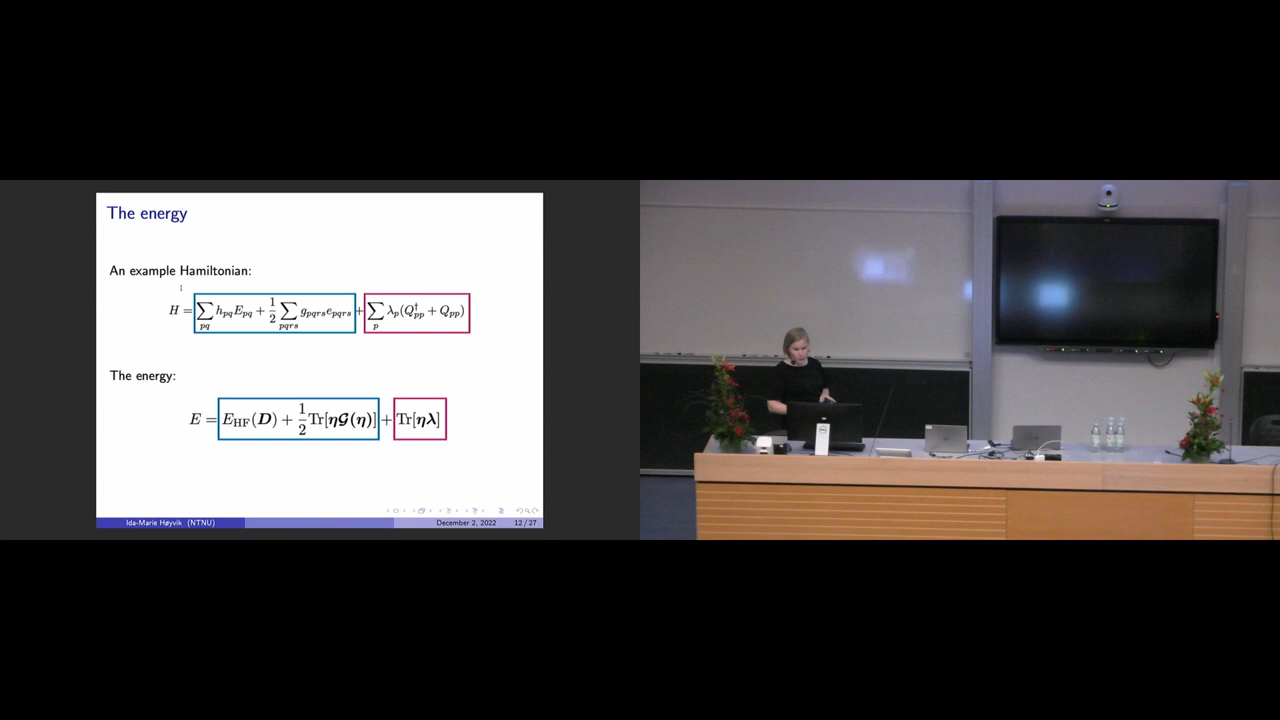 The energy
An example Hamiltonian:
H = ∑_{pq} h_{pq}E_{pq} + 1/2 ∑_{pqrs} g_{pqrs}e_{pqrs} + ∑_p λ_p(Q†_{pp} + Q_{pp})
The energy:
E = E_{HF}(D) + 1/2 Tr[ηG(η)] + Tr[ηλ]
Ida-Marie Høyvik (NTNU) December 2, 2022 12 / 27